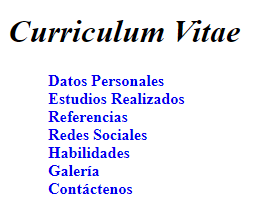 Curriculum Vitae
Datos Personales
Estudios Realizados
Referencias
Redes Sociales
Habilidades
Galería
Contáctenos